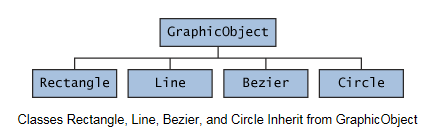 GraphicObject
Rectangle
Line
Bezier
Circle
Classes Rectangle, Line, Bezier, and Circle Inherit from GraphicObject